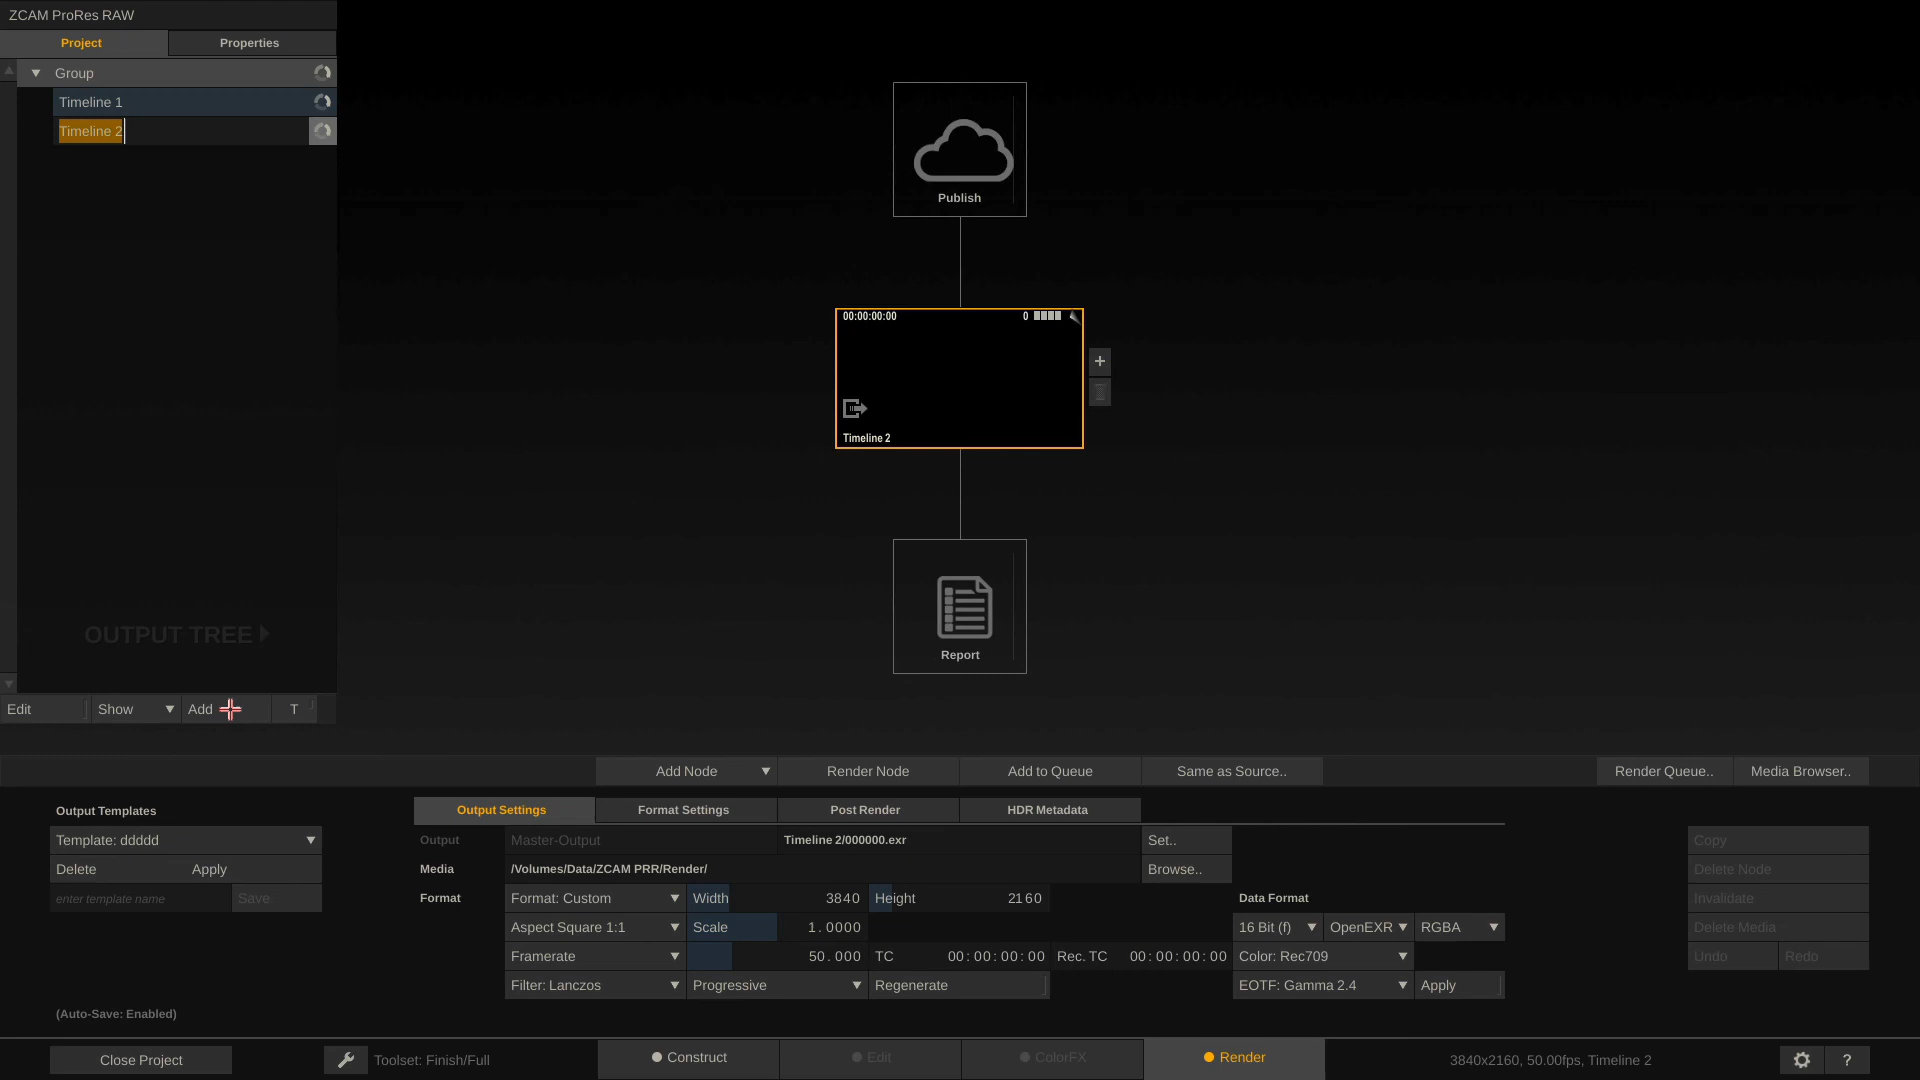 ZCAM ProRes RAW
Project
Properties
Group
Timeline 1
Timeline 2
OUTPUT TREE
Edit
Show
Add
T
Publish
00:00:00:00
0
Timeline 2
Report
Add Node
Render Node
Add to Queue
Same as Source..
Render Queue..
Media Browser..
Output Templates
Template: ddddd
Delete
Apply
enter template name
Save
(Auto-Save: Enabled)
Output Settings
Format Settings
Post Render
HDR Metadata
Output
Master-Output
Timeline 2/000000.exr
Set..
Media
/Volumes/Data/ZCAM PRR/Render/
Browse..
Format
Format: Custom
Width 3840
Height 2160
Data Format
Aspect Square 1:1
Scale 1.0000
16 Bit (f)
OpenEXR
RGBA
Framerate
50.000
TC 00:00:00:00
Rec. TC 00:00:00:00
Color: Rec709
Filter: Lanczos
Progressive
Regenerate
EOTF: Gamma 2.4
Apply
Copy
Delete Node
Invalidate
Delete Media
Undo
Redo
Close Project
Toolset: Finish/Full
Construct
Edit
ColorFX
Render
3840x2160, 50.00fps, Timeline 2
?